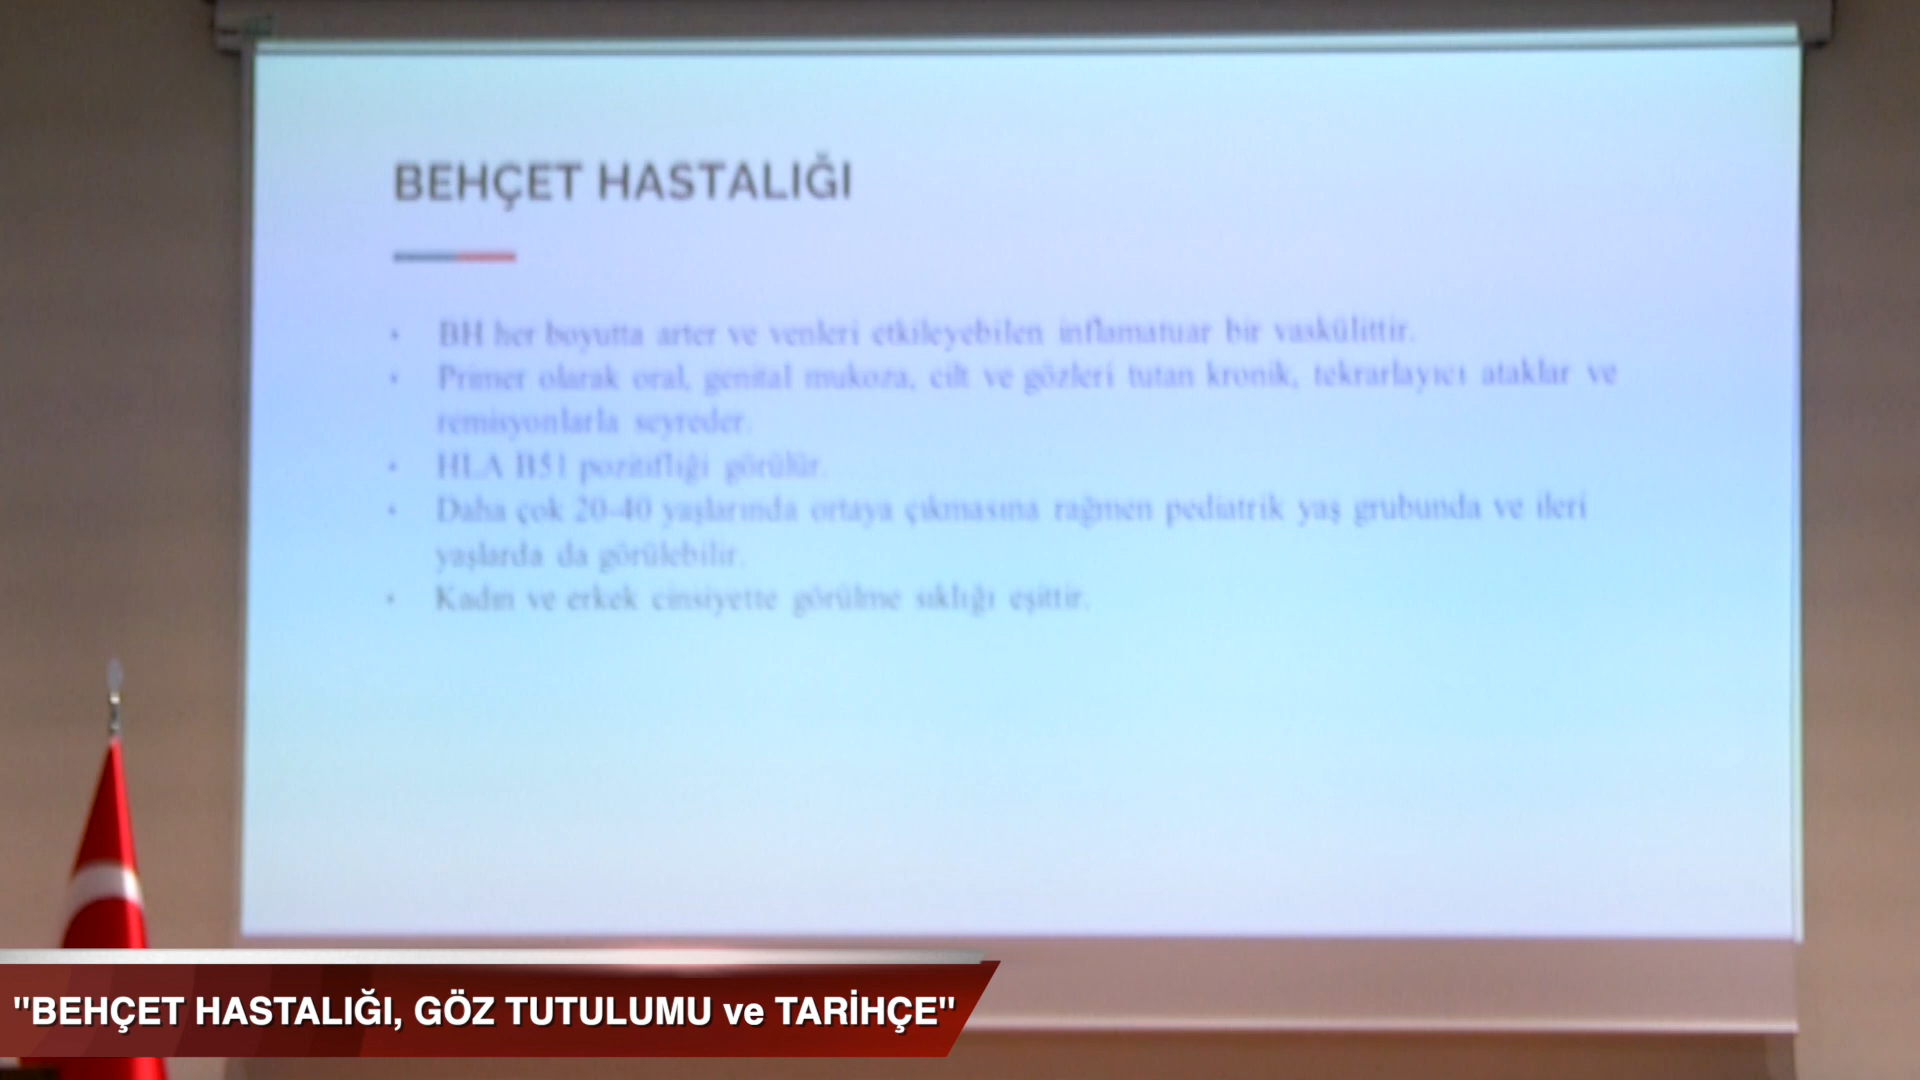 BEHÇET HASTALIĞI
• BH her boyutta arter ve venleri etkileyebilen inflamatuar bir vaskülittir.
• Primer olarak oral, genital mukoza, cilt ve gözleri tutan kronik, tekrarlayıcı ataklar ve
remisyonlarla seyreder.
• HLA B51 pozitifliği görülür.
• Daha çok 20-40 yaşlarında ortaya çıkmasına rağmen pediatrik yaş grubunda ve ileri
yaşlarda da görülebilir.
• Kadın ve erkek cinsiyette görülme sıklığı eşittir.
"BEHÇET HASTALIĞI, GÖZ TUTULUMU ve TARİHÇE"